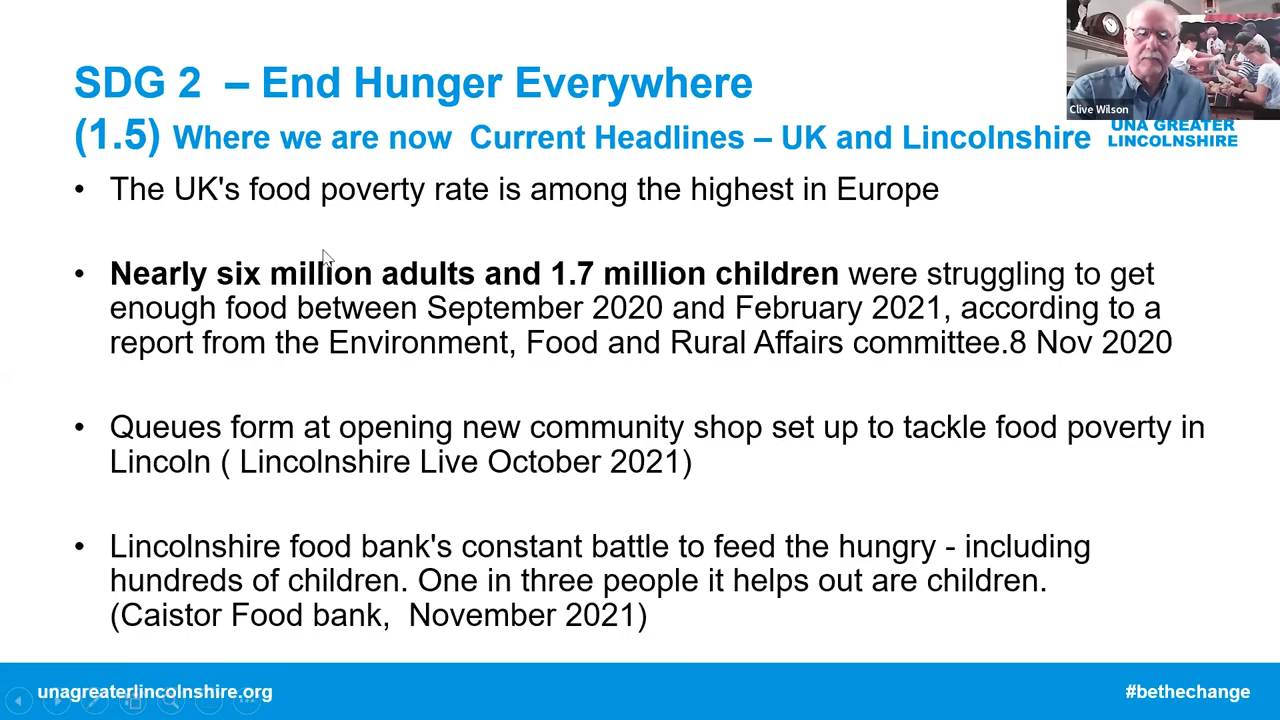 SDG 2 – End Hunger Everywhere
(1.5) Where we are now Current Headlines – UK and Lincolnshire
Clive Wilson
UNA GREATER
LINCOLNSHIRE
• The UK's food poverty rate is among the highest in Europe
• Nearly six million adults and 1.7 million children were struggling to get
enough food between September 2020 and February 2021, according to a
report from the Environment, Food and Rural Affairs committee.8 Nov 2020
• Queues form at opening new community shop set up to tackle food poverty in
Lincoln ( Lincolnshire Live October 2021)
• Lincolnshire food bank's constant battle to feed the hungry - including
hundreds of children. One in three people it helps out are children.
(Caistor Food bank, November 2021)
unagreaterlincolnshire.org
#bethechange